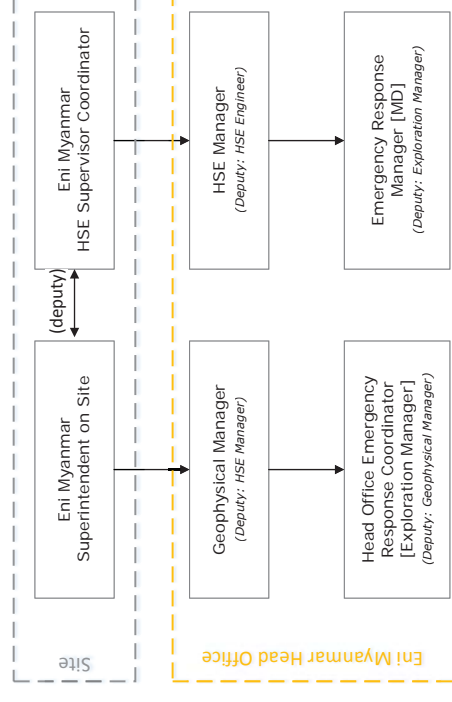 Site
Eni Myanmar
Superintendent on Site
(deputy)
Eni Myanmar
HSE Supervisor Coordinator
Eni Myanmar Head Office
Geophysical Manager
(Deputy: HSE Manager)
HSE Manager
(Deputy: HSE Engineer)
Head Office Emergency
Response Coordinator
[Exploration Manager]
(Deputy: Geophysical Manager)
Emergency Response
Manager [MD]
(Deputy: Exploration Manager)